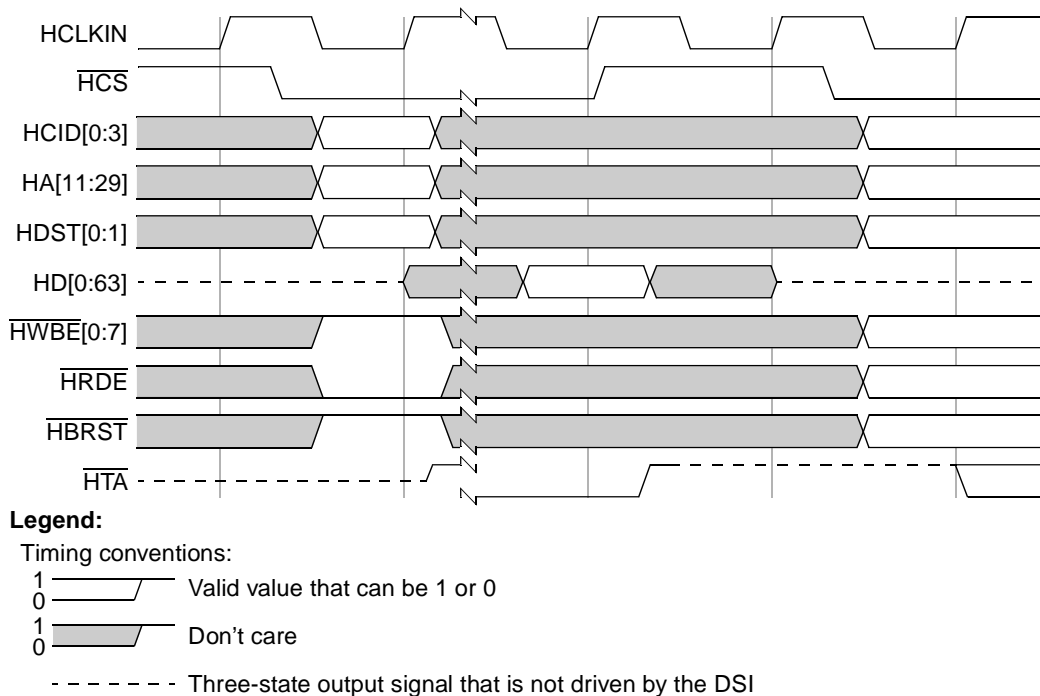 HCLKIN
HCS
HCID[0:3]
HA[11:29]
HDST[0:1]
HD[0:63]
HWBE[0:7]
HRDE
HBRST
HTA
Legend:
Timing conventions:
1
0
Valid value that can be 1 or 0
1
0
Don't care
Three-state output signal that is not driven by the DSI